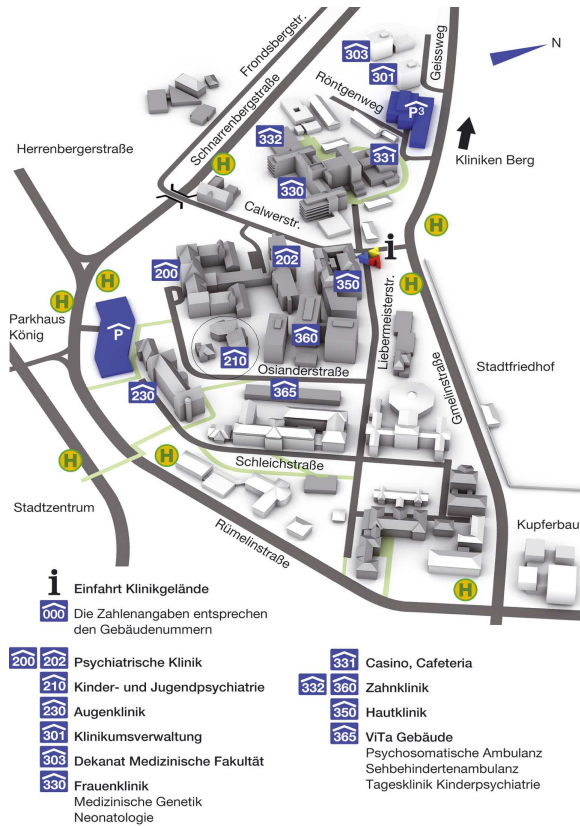 Frondsbergstr.
Schnarrenbergstraße
Herrenbergerstraße
303
301
Geissweg
N
Röntgenweg
P3
332
331
330
Kliniken Berg
H
Calwerstr.
H
i
202
200
350
H
H
H
Parkhaus
König
P
Liebermeisterstr.
360
210
Osianderstraße
Gmelinstraße
Stadtfriedhof
230
365
H
H
Schleichstraße
Stadtzentrum
Rümelinstraße
Kupferbau
H
i Einfahrt Klinikgelände
000 Die Zahlenangaben entsprechen
den Gebäudenummern
200 202 Psychiatrische Klinik
210 Kinder- und Jugendpsychiatrie
230 Augenklinik
301 Klinikumsverwaltung
303 Dekanat Medizinische Fakultät
330 Frauenklinik
Medizinische Genetik
Neonatologie
331 Casino, Cafeteria
332 360 Zahnklinik
350 Hautklinik
365 ViTa Gebäude
Psychosomatische Ambulanz
Sehbehindertenambulanz
Tagesklinik Kinderpsychiatrie